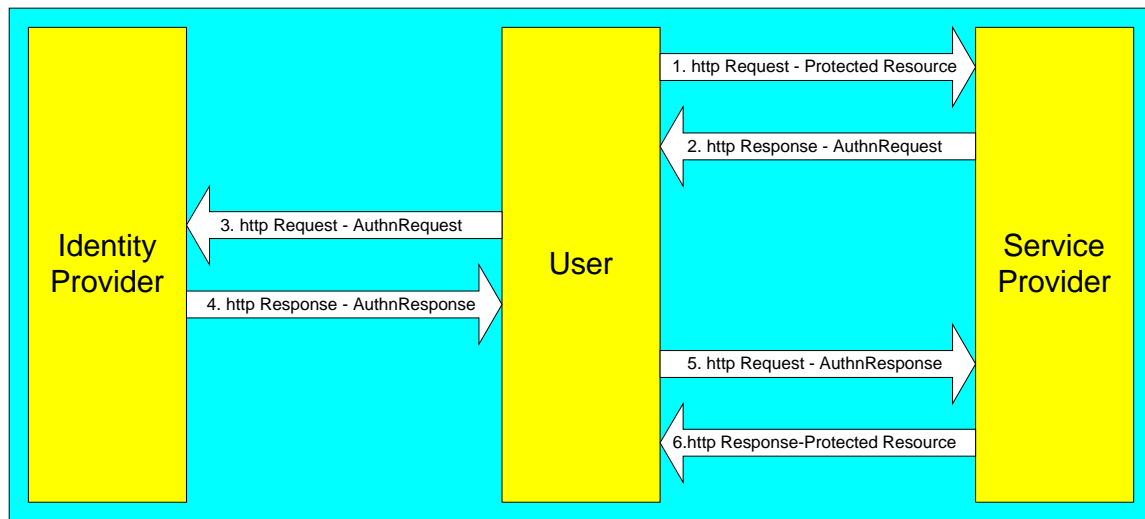 1. http Request - Protected Resource
2. http Response - AuthnRequest
3. http Request - AuthnRequest
Identity
Provider
User
Service
Provider
4. http Response - AuthnResponse
5. http Request - AuthnResponse
6.http Response-Protected Resource